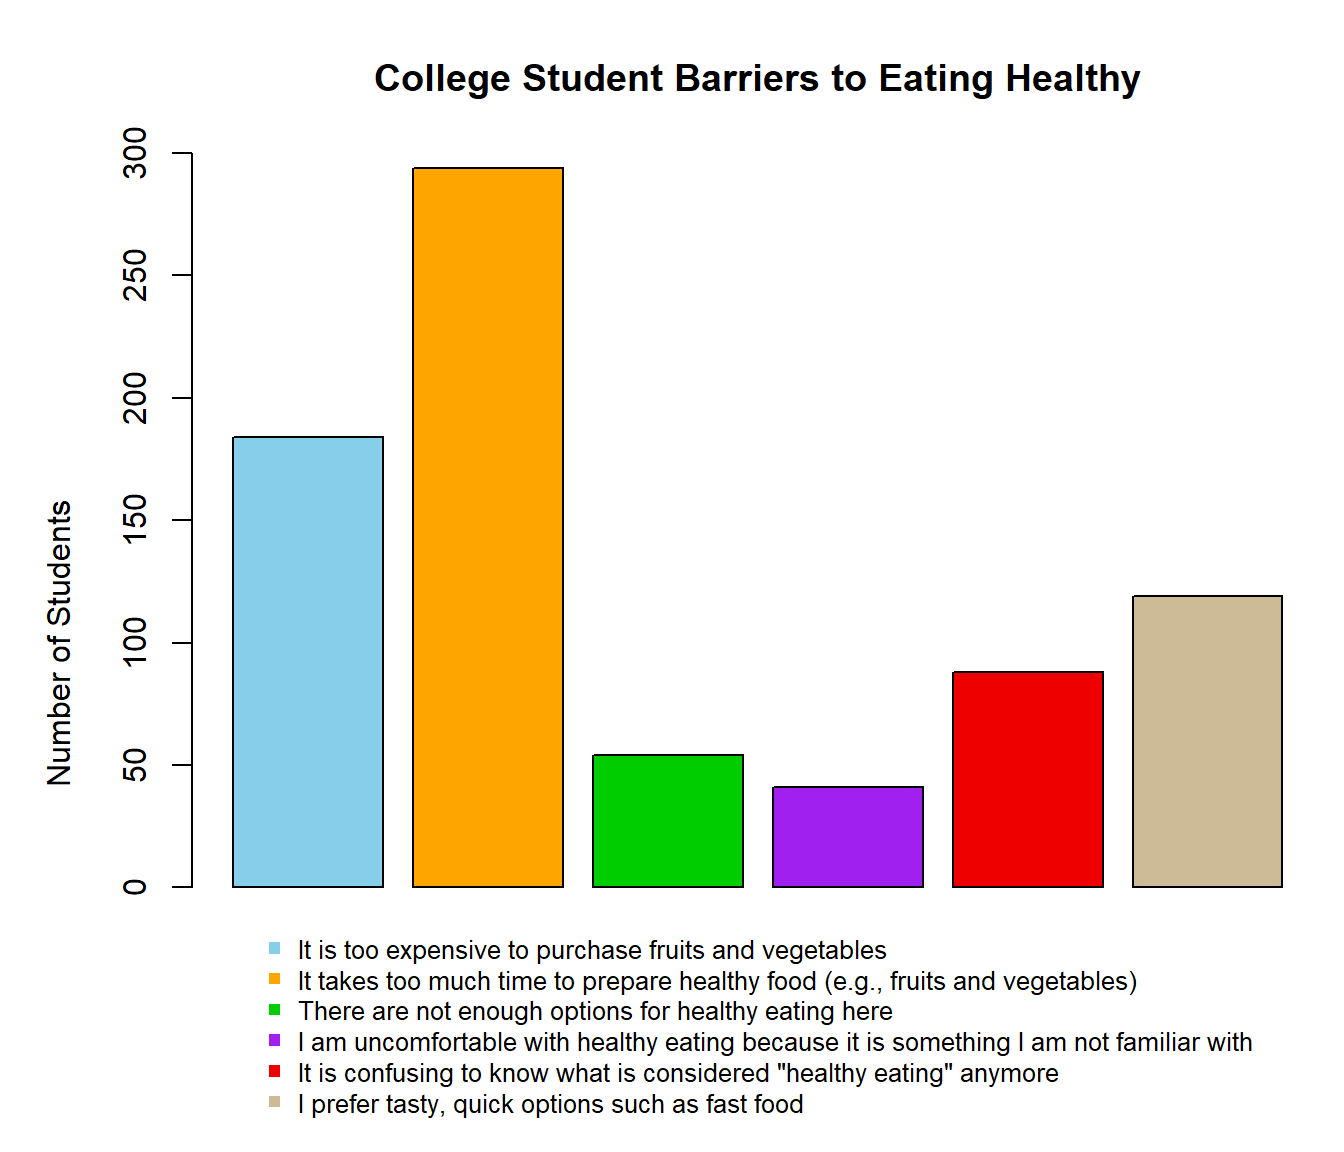 College Student Barriers to Eating Healthy
Number of Students
300
250
200
150
100
50
0
It is too expensive to purchase fruits and vegetables
It takes too much time to prepare healthy food (e.g., fruits and vegetables)
There are not enough options for healthy eating here
I am uncomfortable with healthy eating because it is something I am not familiar with
It is confusing to know what is considered "healthy eating" anymore
I prefer tasty, quick options such as fast food